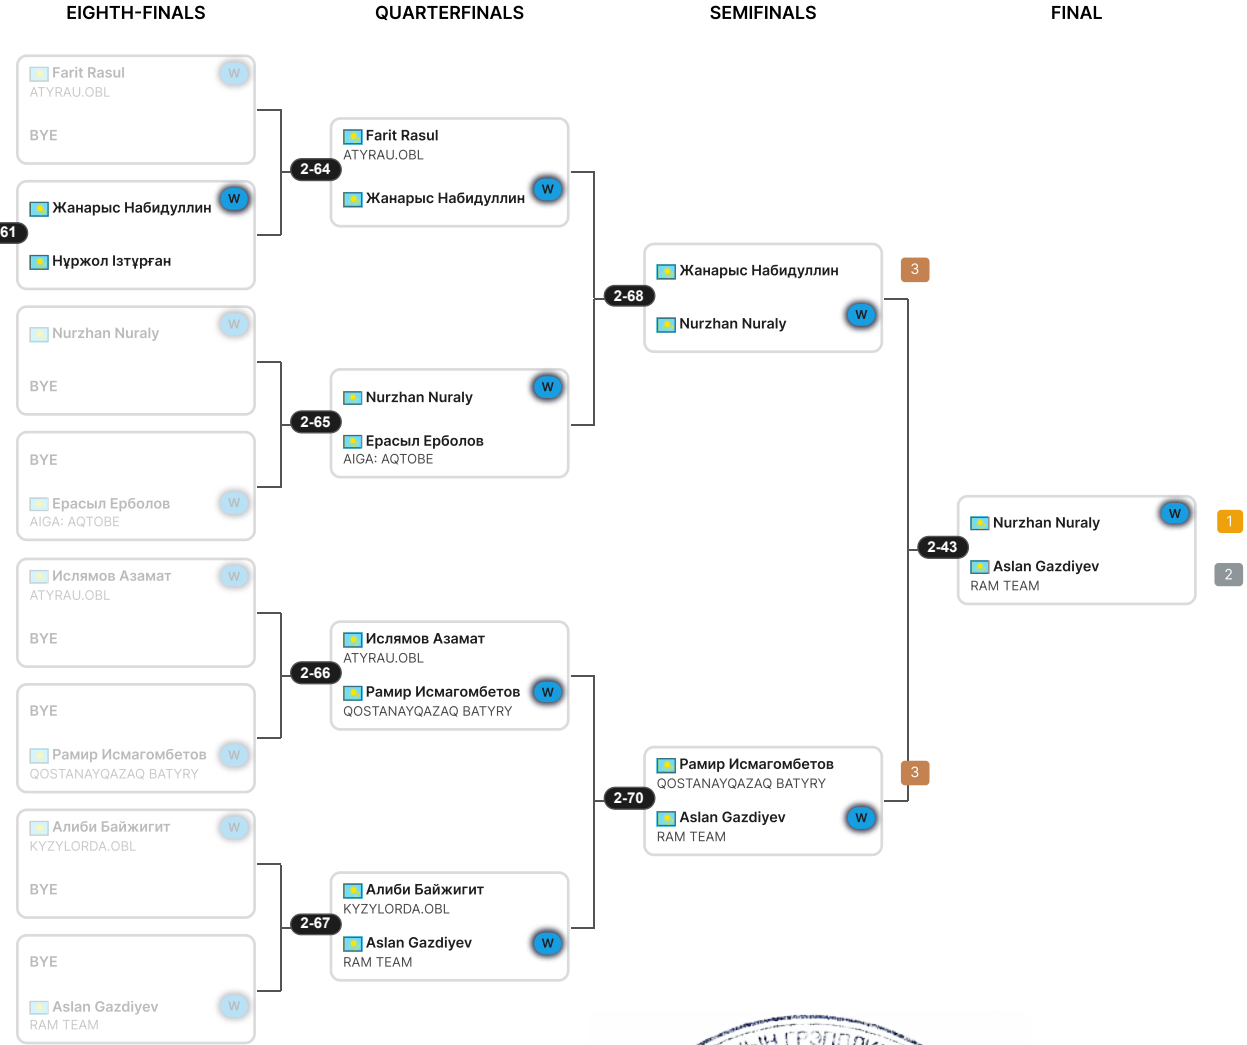 EIGHTH-FINALS
QUARTERFINALS
SEMIFINALS
FINAL
Farit Rasul
W
ATYRAU.OBL
BYE
Жанарыс Набидуллин
W
61
Нұржол Ізтұрған
Nurzhan Nuraly
W
BYE
BYE
Ерасыл Ерболов
W
AIGA: AQTOBE
Ислямов Азамат
W
ATYRAU.OBL
BYE
BYE
Рамир Исмагомбетов
W
QOSTANAYQAZAQ BATYRY
Алиби Байжигит
W
KYZYLORDA.OBL
BYE
BYE
Aslan Gazdiyev
W
RAM TEAM
2-64
Farit Rasul
ATYRAU.OBL
Жанарыс Набидуллин
W
2-65
Nurzhan Nuraly
W
Ерасыл Ерболов
AIGA: AQTOBE
2-66
Ислямов Азамат
ATYRAU.OBL
Рамир Исмагомбетов
W
QOSTANAYQAZAQ BATYRY
2-67
Алиби Байжигит
KYZYLORDA.OBL
Aslan Gazdiyev
W
RAM TEAM
2-68
Жанарыс Набидуллин
3
Nurzhan Nuraly
W
2-70
Рамир Исмагомбетов
3
QOSTANAYQAZAQ BATYRY
Aslan Gazdiyev
W
RAM TEAM
2-43
Nurzhan Nuraly
W
1
Aslan Gazdiyev
2
RAM TEAM